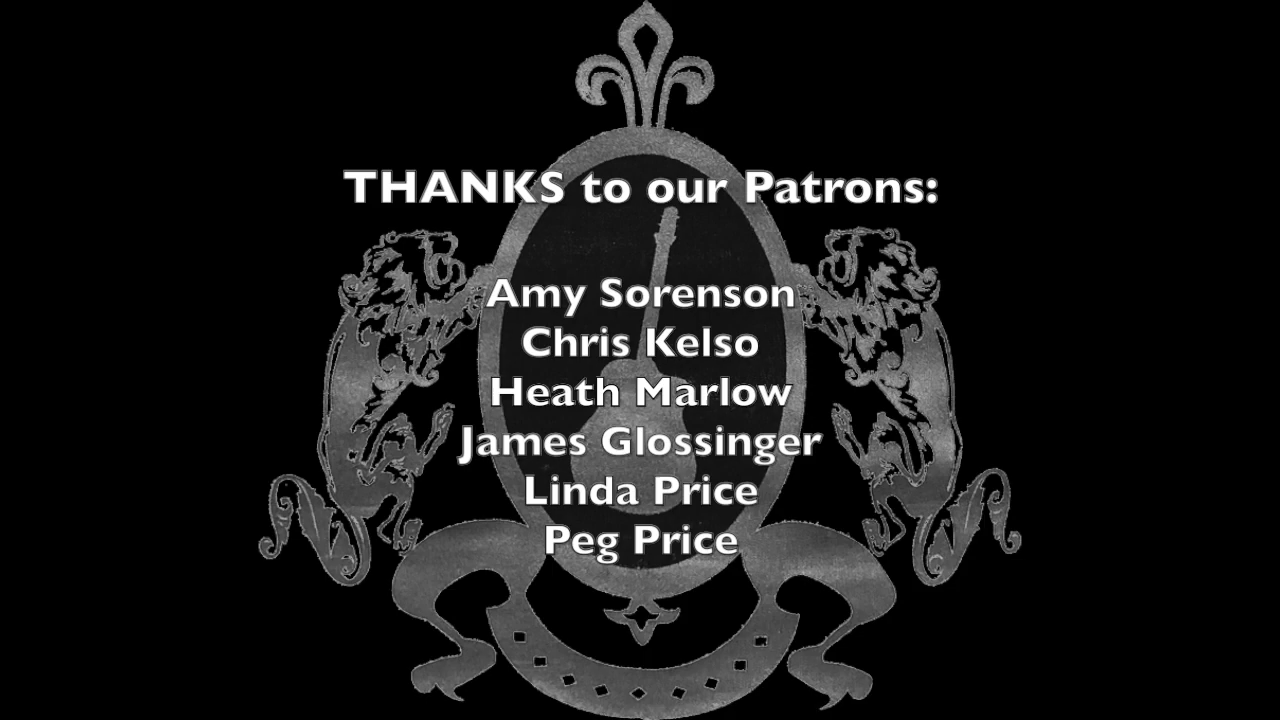 THANKS to our Patrons:
Amy Sorenson
Chris Kelso
Heath Marlow
James Glossinger
Linda Price
Peg Price